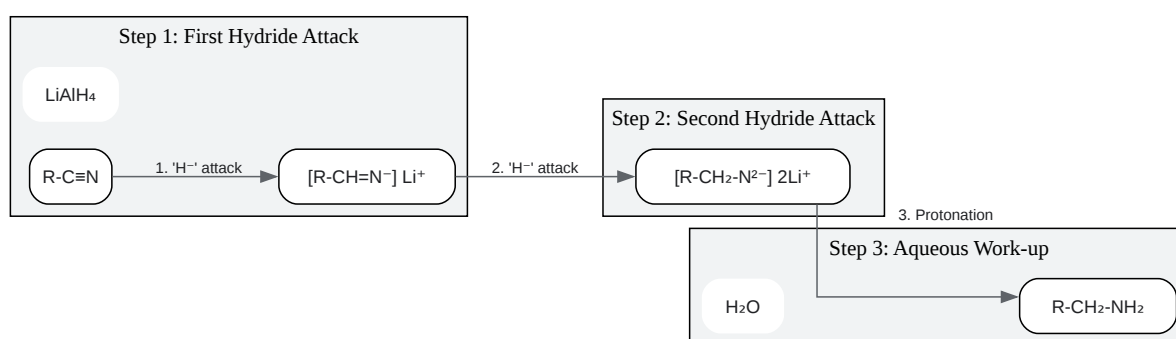 Step 1: First Hydride Attack
LiAlH₄
R-C≡N
1. 'H⁻' attack
[R-CH=N⁻] Li⁺
2. 'H⁻' attack
Step 2: Second Hydride Attack
[R-CH₂-N²⁻] 2Li⁺
3. Protonation
Step 3: Aqueous Work-up
H₂O
R-CH₂-NH₂